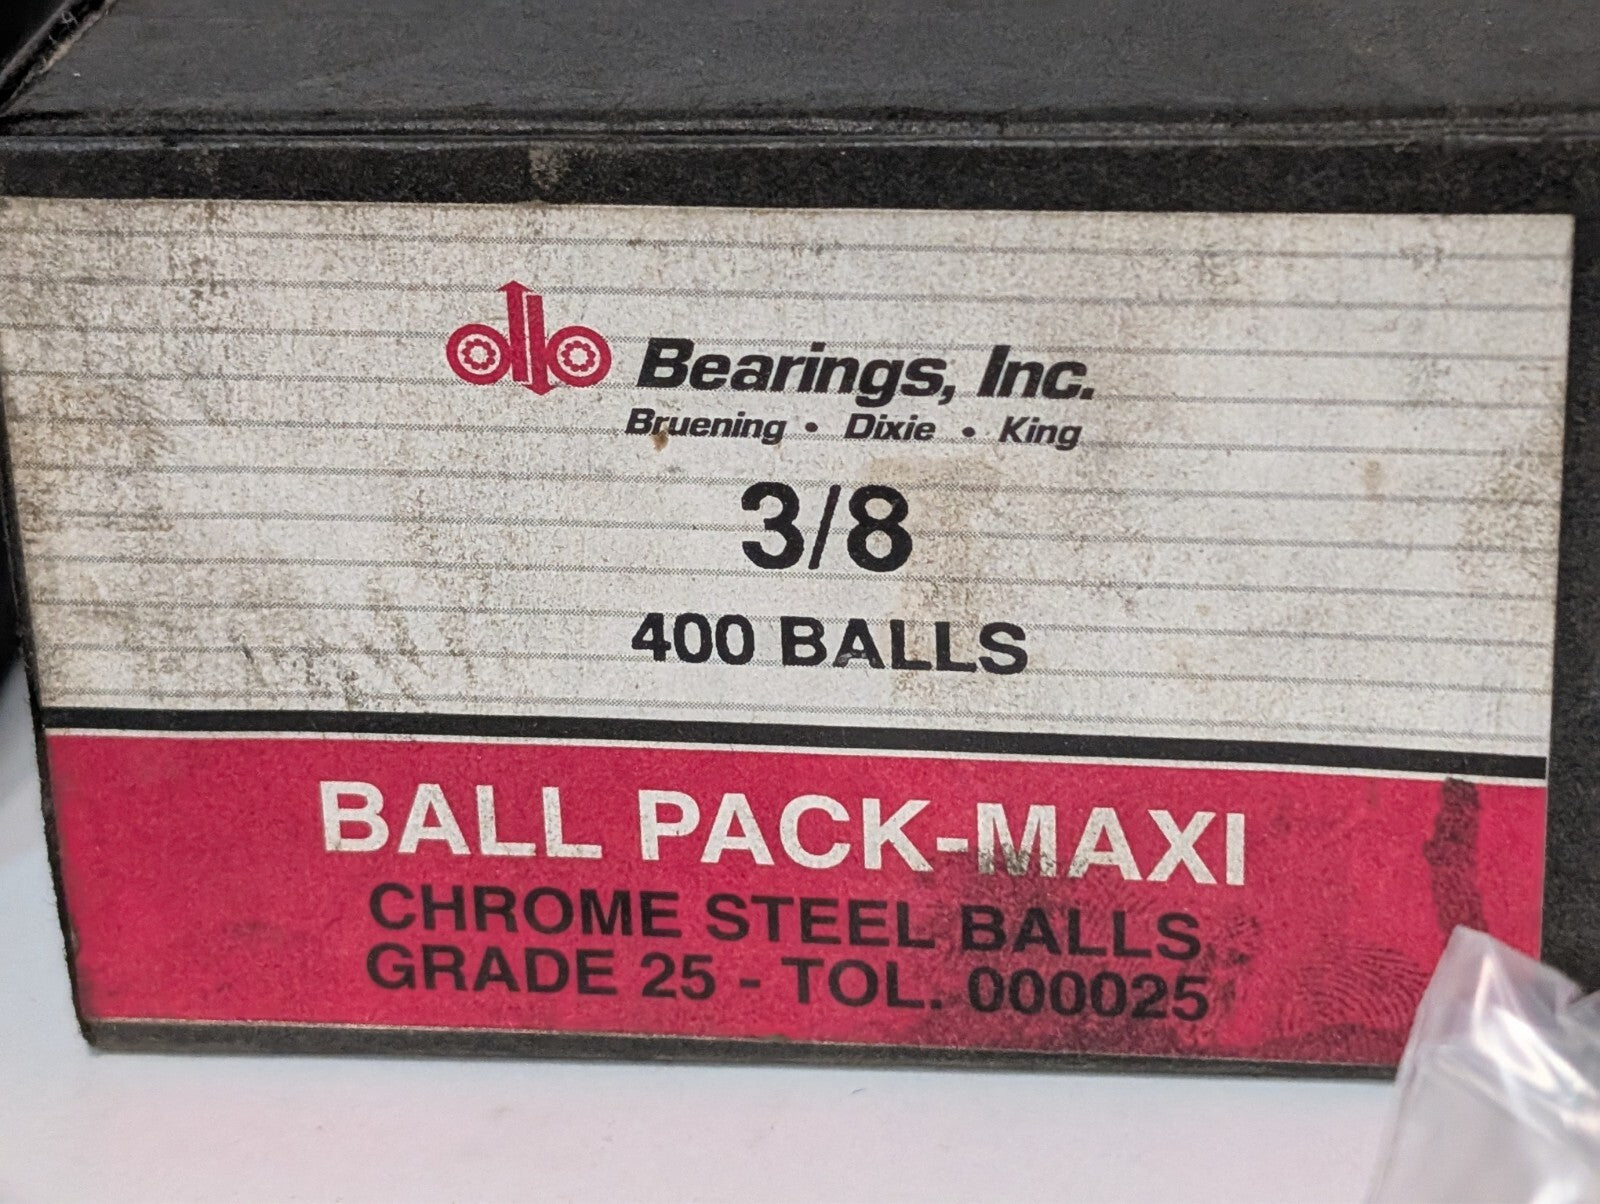 Bearings, Inc.
Bruening • Dixie • King
3/8
400 BALLS
BALL PACK-MAXI
CHROME STEEL BALLS
GRADE 25 - TOL. 000025